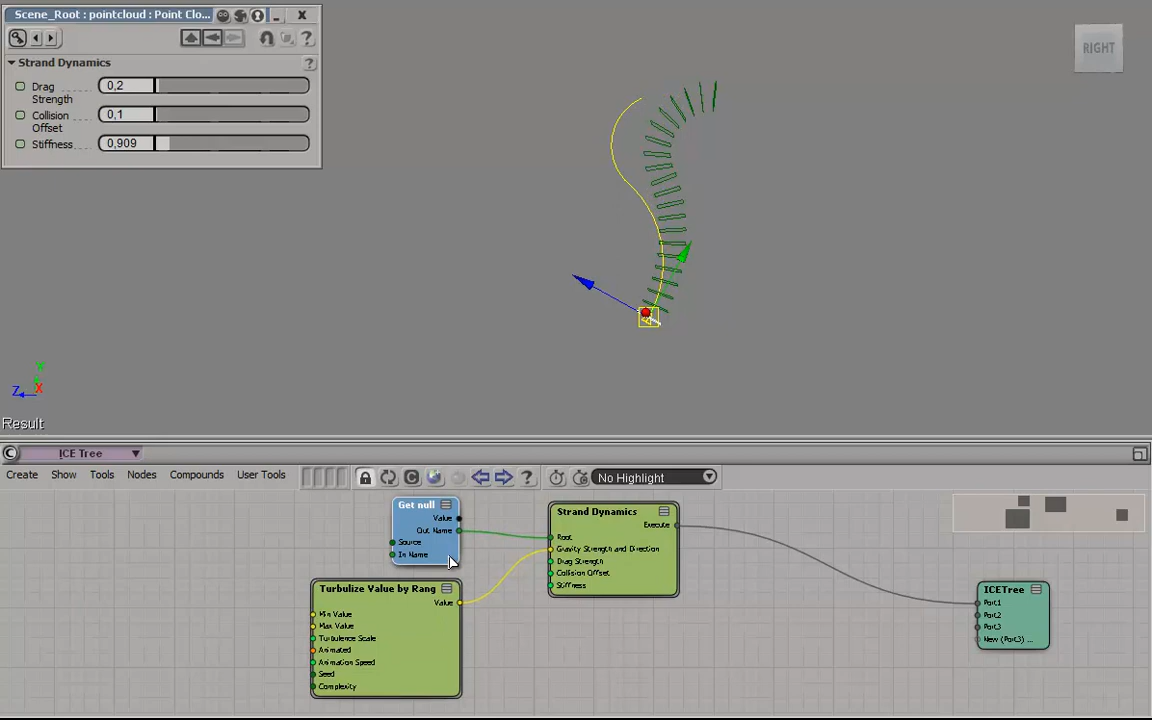 Scene_Root : pointcloud : Point Clo...
Strand Dynamics
Drag Strength 0,2
Collision Offset 0,1
Stiffness 0,909
RIGHT
Y
Z X
Result
ICE Tree
Create Show Tools Nodes Compounds User Tools No Highlight
Get null
Value
Out Name
Source
In Name
Strand Dynamics
Execute
Root
Gravity Strength and Direction
Drag Strength
Collision Offset
Stiffness
Turbulize Value by Rang
Value
Min Value
Max Value
Turbulence Scale
Animated
Animation Speed
Seed
Complexity
ICETree
Port1
Port2
Port3
New (Port3) ...